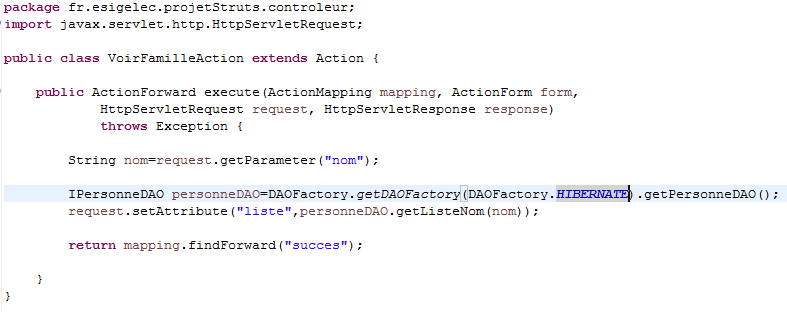 package fr.esigelec.projetStruts.controleur;
import javax.servlet.http.HttpServletRequest;
public class VoirFamilleAction extends Action {
public ActionForward execute(ActionMapping mapping, ActionForm form,
HttpServletRequest request, HttpServletResponse response)
throws Exception {
String nom=request.getParameter("nom");
IPersonneDAO personneDAO=DAOFactory.getDAOFactory(DAOFactory.HIBERNATE).getPersonneDAO();
request.setAttribute("liste",personneDAO.getListeNom(nom));
return mapping.findForward("succes");
}
}